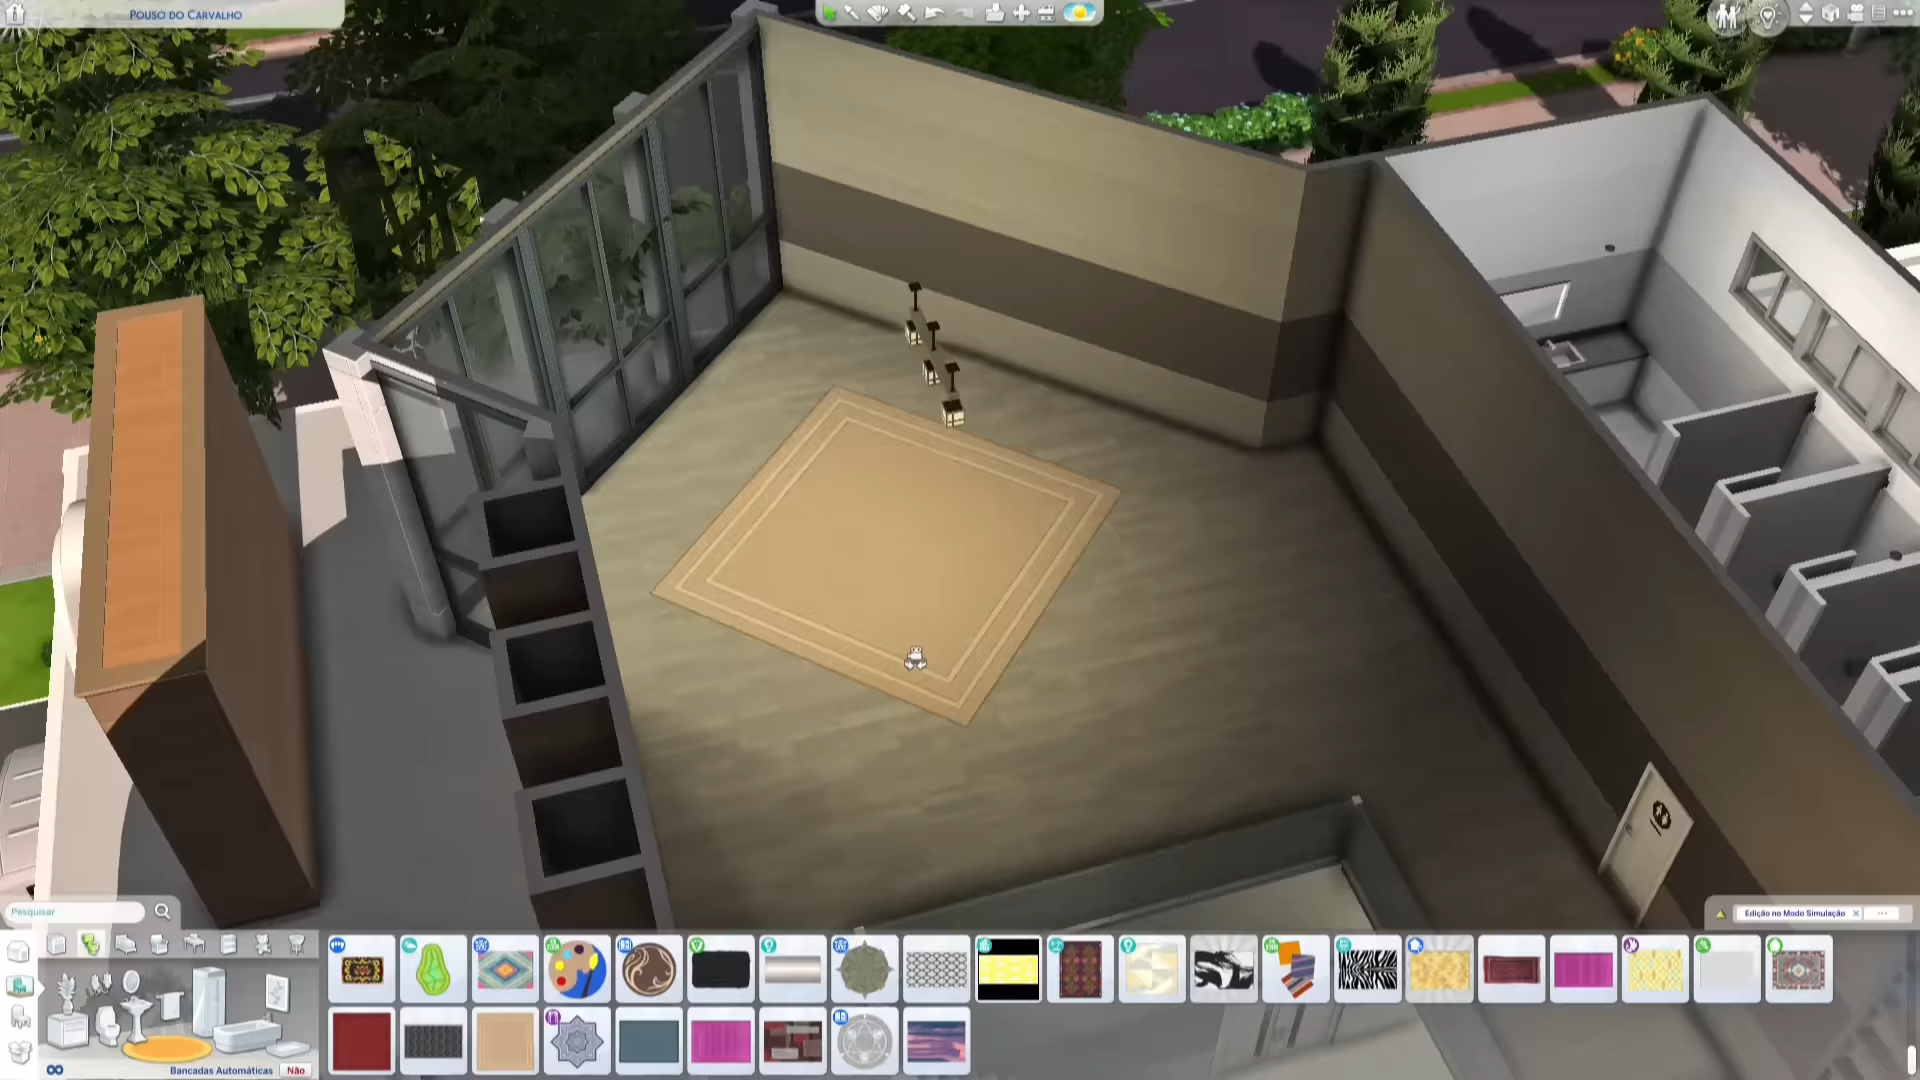 Pouso do Carvalho
Pesquisar
Edição no Modo Simulação
Bancadas Automáticas Não